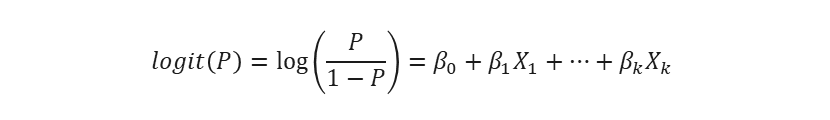 logit(P) = log(P / (1 − P)) = β₀ + β₁X₁ + ⋯ + βₖXₖ